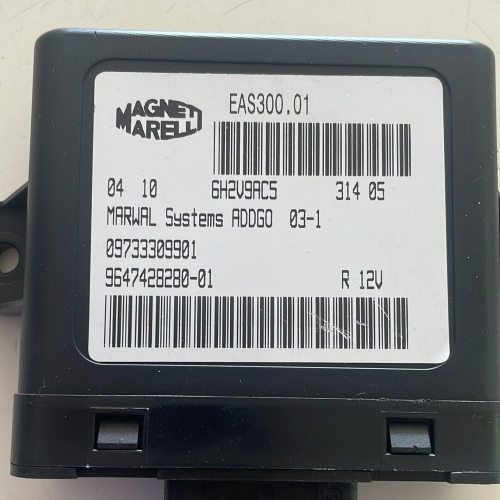 MAGNETI MARELLI
EAS300.01
04 10 6H2V9AC5 314 05
MARWAL Systems ADDGO 03-1
09733309901
9647428280-01 R 12V